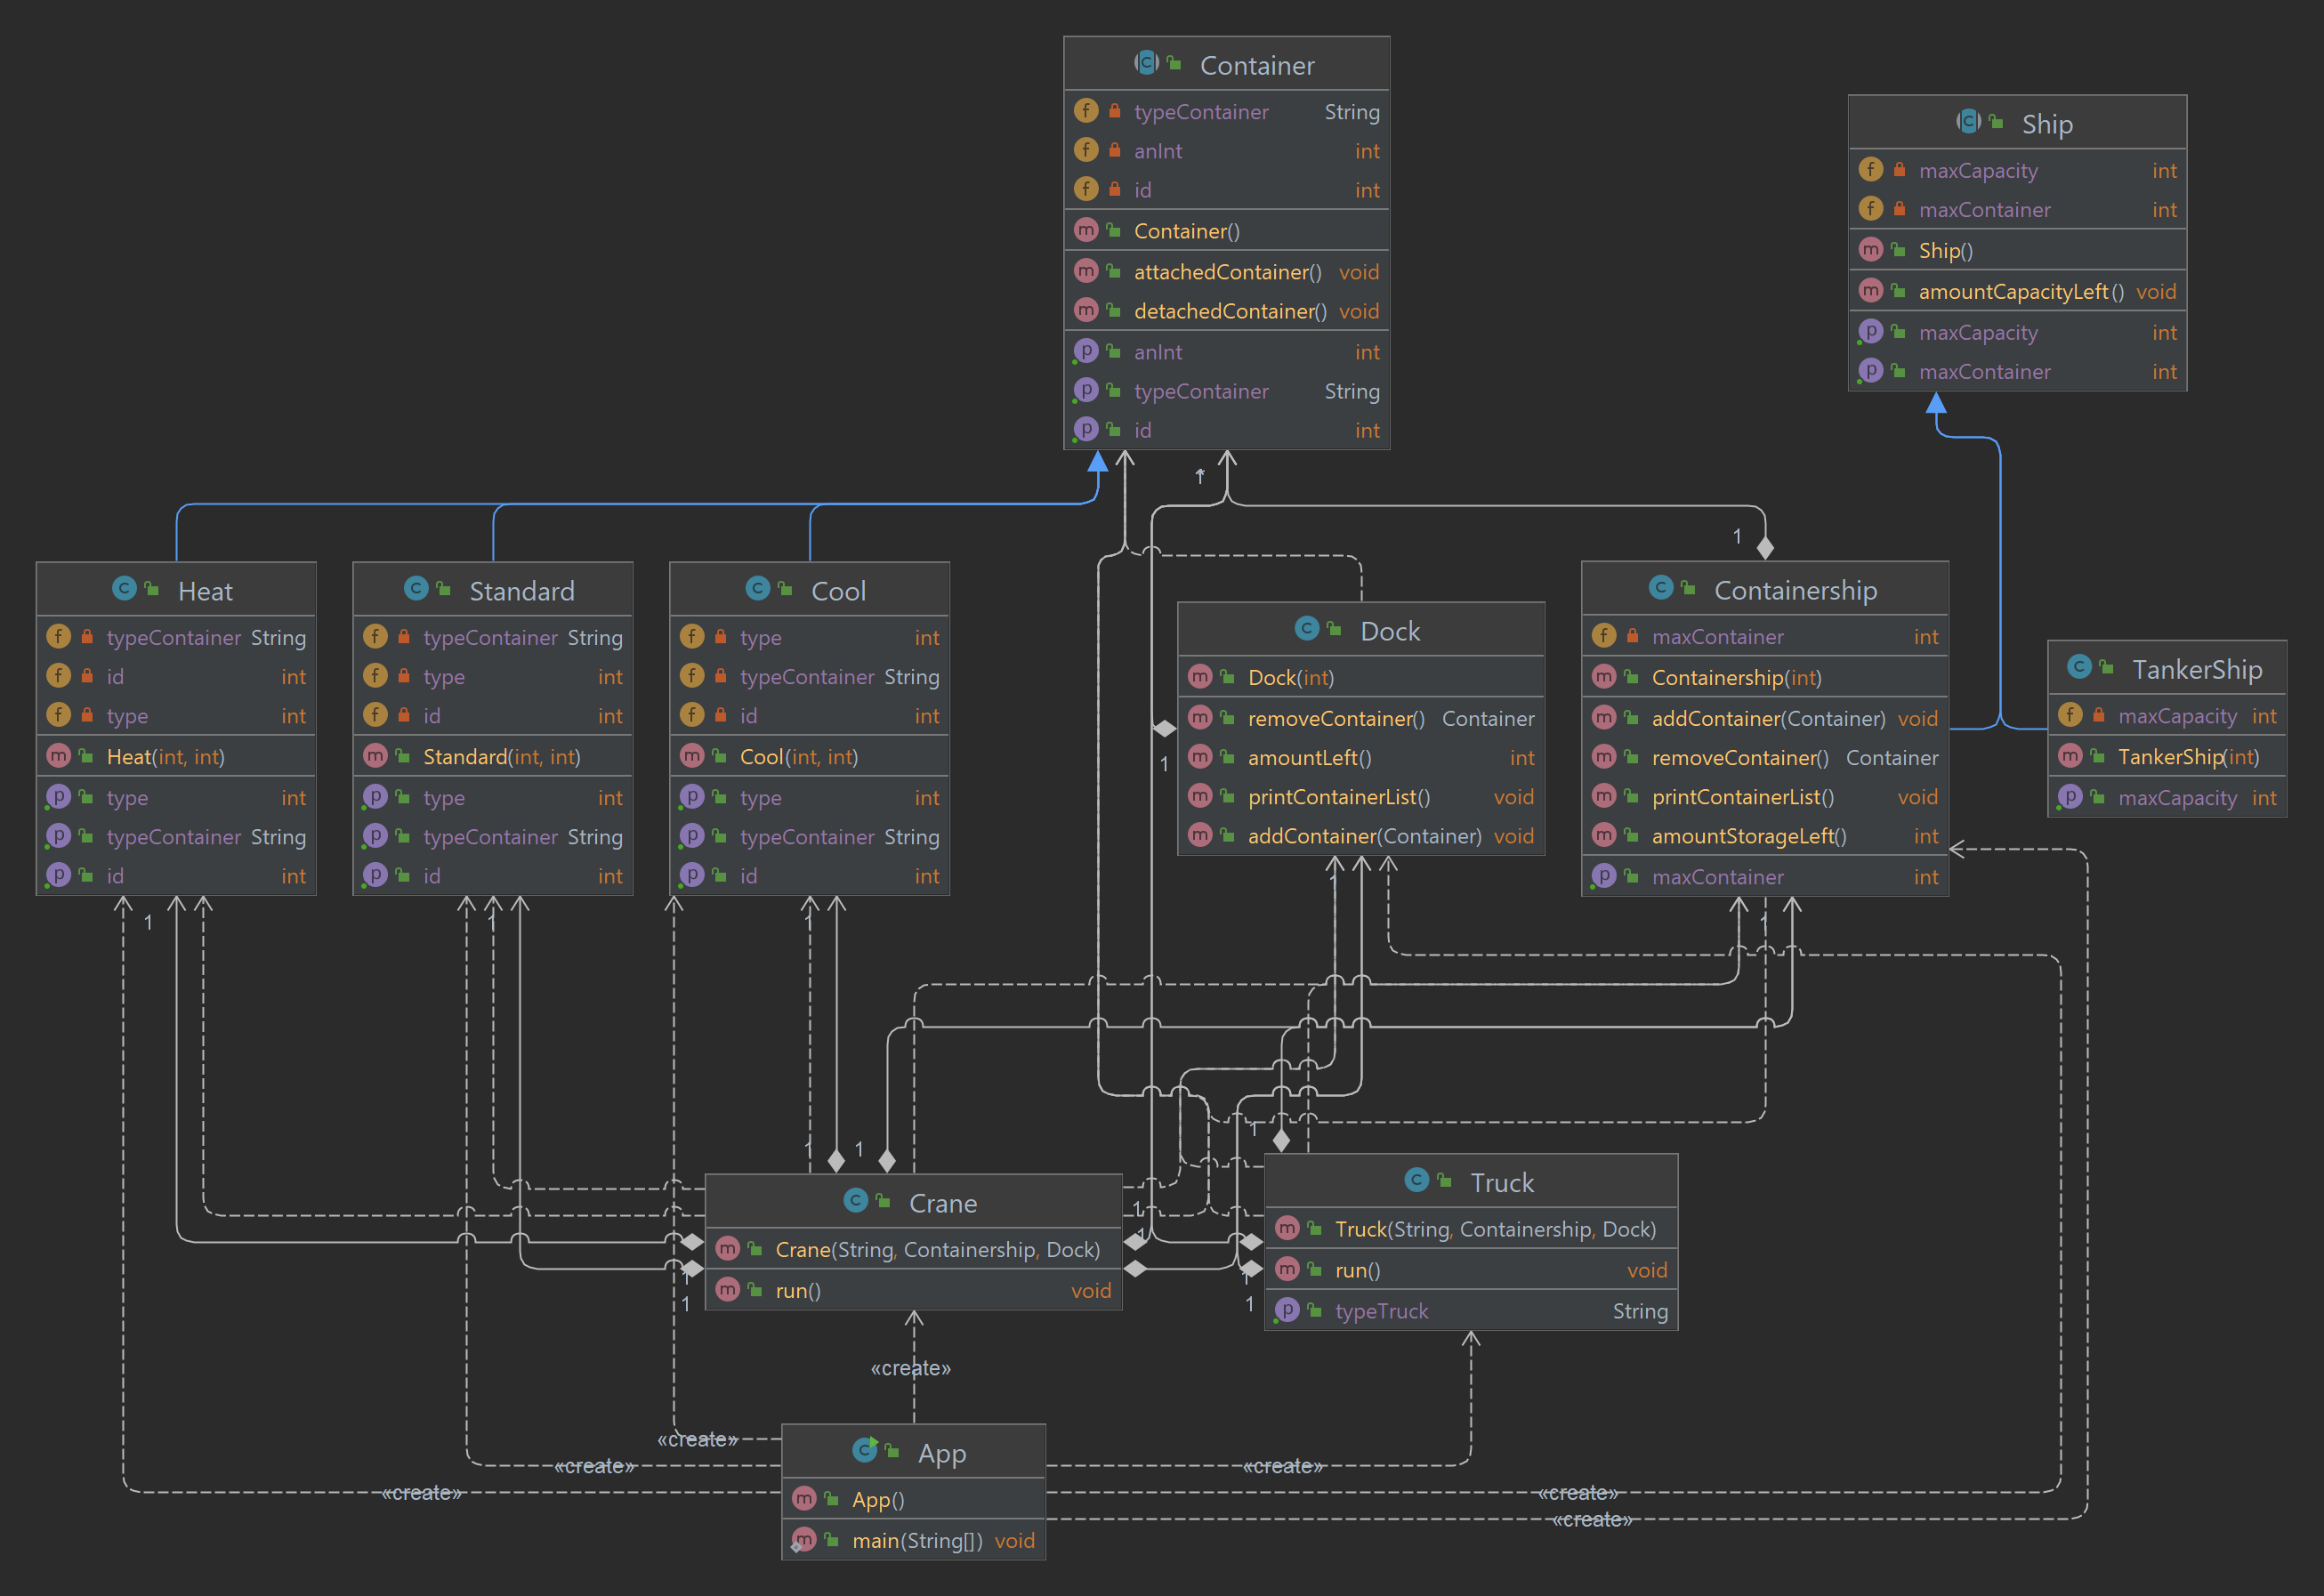 Container
typeContainer String
anInt int
id int
Container()
attachedContainer() void
detachedContainer() void
anInt int
typeContainer String
id int
Ship
maxCapacity int
maxContainer int
Ship()
amountCapacityLeft() void
maxCapacity int
maxContainer int
1
Heat
typeContainer String
id int
type int
Heat(int, int)
type int
typeContainer String
id int
Standard
typeContainer String
type int
id int
Standard(int, int)
type int
typeContainer String
id int
Cool
type int
typeContainer String
id int
Cool(int, int)
type int
typeContainer String
id int
Dock
Dock(int)
removeContainer() Container
amountLeft() int
printContainerList() void
addContainer(Container) void
1
Containership
maxContainer int
Containership(int)
addContainer(Container) void
removeContainer() Container
printContainerList() void
amountStorageLeft() int
maxContainer int
TankerShip
maxCapacity int
TankerShip(int)
maxCapacity int
1
1
1
1
1
1
1
1
1
Crane
Crane(String, Containership, Dock)
run() void
1
1
1
1
1
1
Truck
Truck(String, Containership, Dock)
run() void
typeTruck String
«create»
«create»
«create»
«create»
«create»
«create»
«create»
App
App()
main(String[]) void